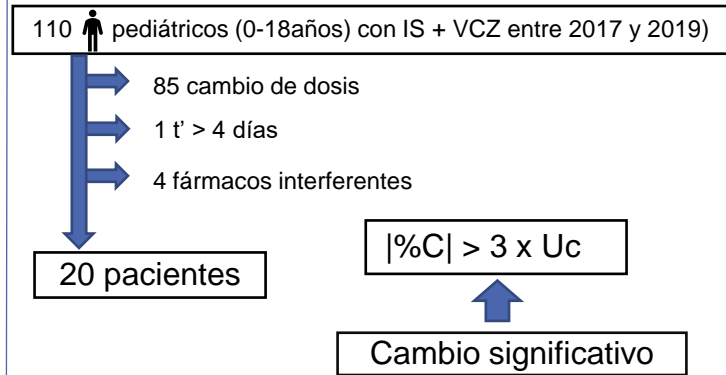 110 pediátricos (0-18años) con IS + VCZ entre 2017 y 2019)
85 cambio de dosis
1 t’ > 4 días
4 fármacos interferentes
20 pacientes
|%C| > 3 x Uc
Cambio significativo